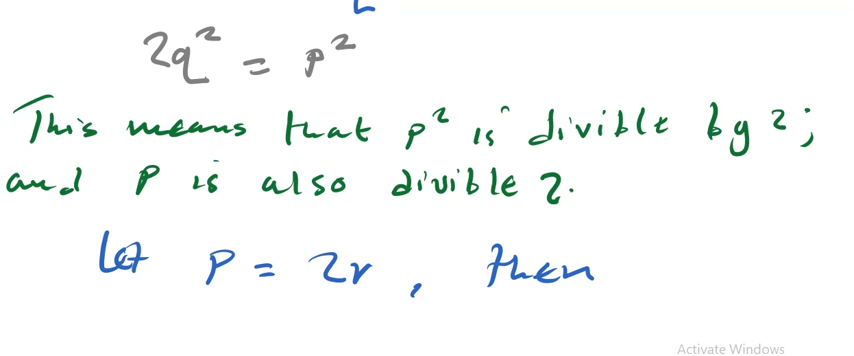 2q² = p²
This means that p² is divible by 2;
and P is also divible 2.
Let P = 2r, then
Activate Windows